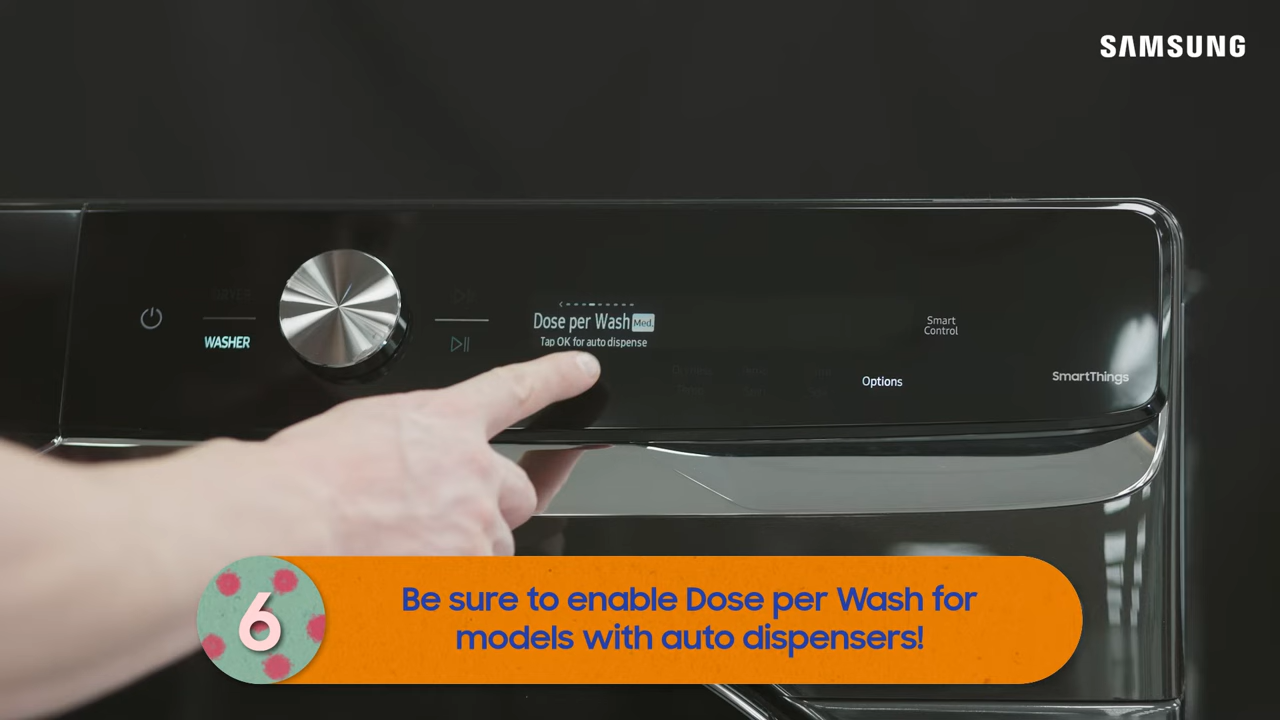 SAMSUNG
WASHER
Dose per Wash Med.
Tap OK for auto dispense
Smart
Control
Options
SmartThings
6
Be sure to enable Dose per Wash for
models with auto dispensers!